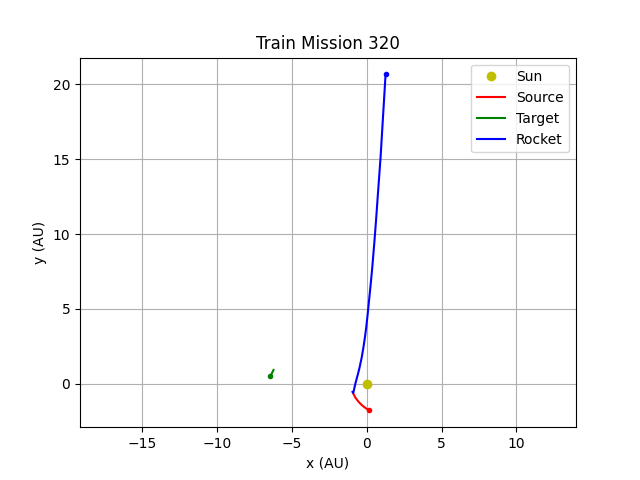 Train Mission 320
Sun
Source
Target
Rocket
20
15
10
5
0
y (AU)
−15
−10
−5
0
5
10
x (AU)